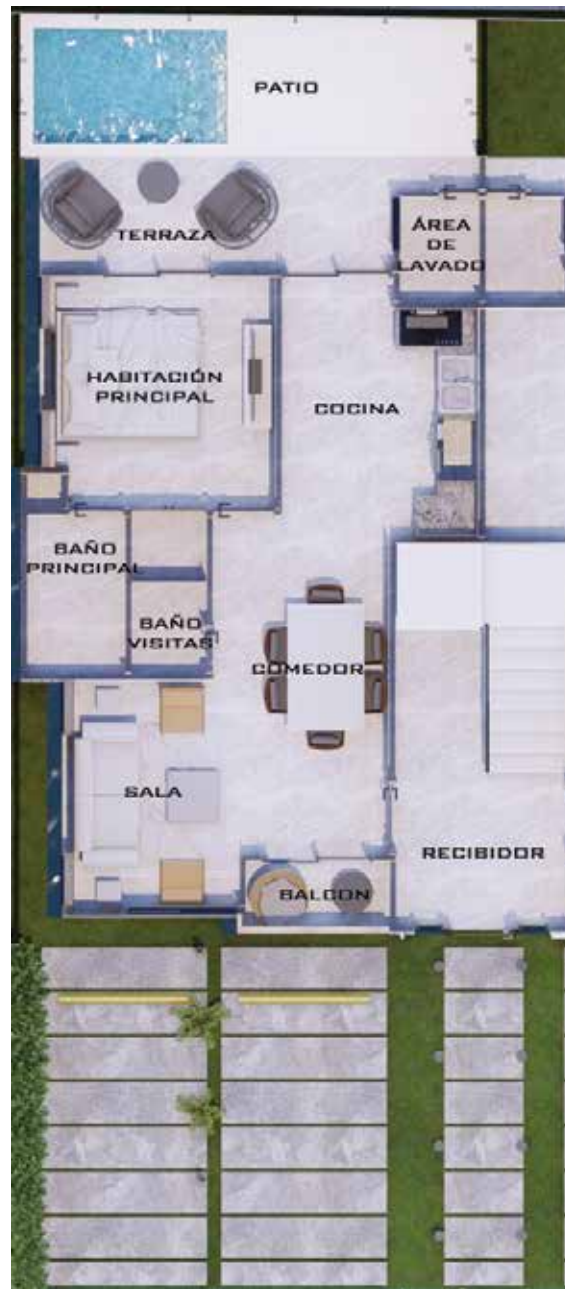 PATIO
TERRAZA
ÁREA
DE
LAVADO
HABITACIÓN
PRINCIPAL
COCINA
BAÑO
PRINCIPAL
BAÑO
VISITAS
COMEDOR
SALA
RECIBIDOR
BALCON